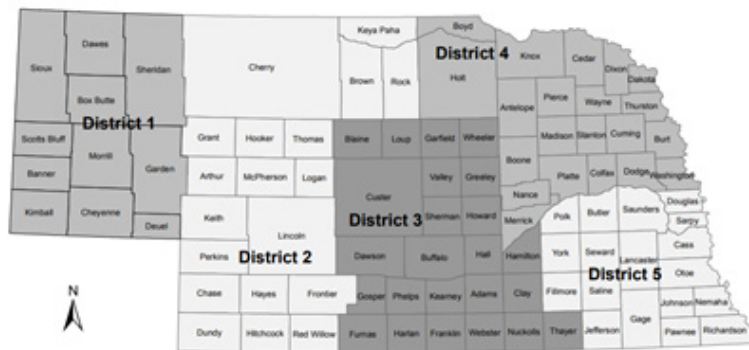 Keya Paha
Boyd
Dawes
Sioux
Sheridan
Cherry
District 4
Knox
Cedar
Dixon
Dakota
Brown
Rock
Holt
Box Butte
Antelope
Pierce
Wayne
Thurston
District 1
Scotts Bluff
Grant
Hooker
Thomas
Blaine
Loup
Garfield
Wheeler
Madison
Stanton
Cuming
Burt
Morrill
Garden
Banner
Arthur
McPherson
Logan
Valley
Greeley
Boone
Platte
Colfax
Dodge
Washington
Custer
Nance
Kimball
Cheyenne
Deuel
Keith
Lincoln
District 3
Sherman
Howard
Merrick
Polk
Butler
Saunders
Douglas
Sarpy
Perkins
District 2
Dawson
Buffalo
Hall
Hamilton
York
Seward
Lancaster
Cass
District 5
Otoe
N
Chase
Hayes
Frontier
Gosper
Phelps
Kearney
Adams
Clay
Fillmore
Saline
Johnson
Nemaha
Gage
Dundy
Hitchcock
Red Willow
Furnas
Harlan
Franklin
Webster
Nuckolls
Thayer
Jefferson
Pawnee
Richardson